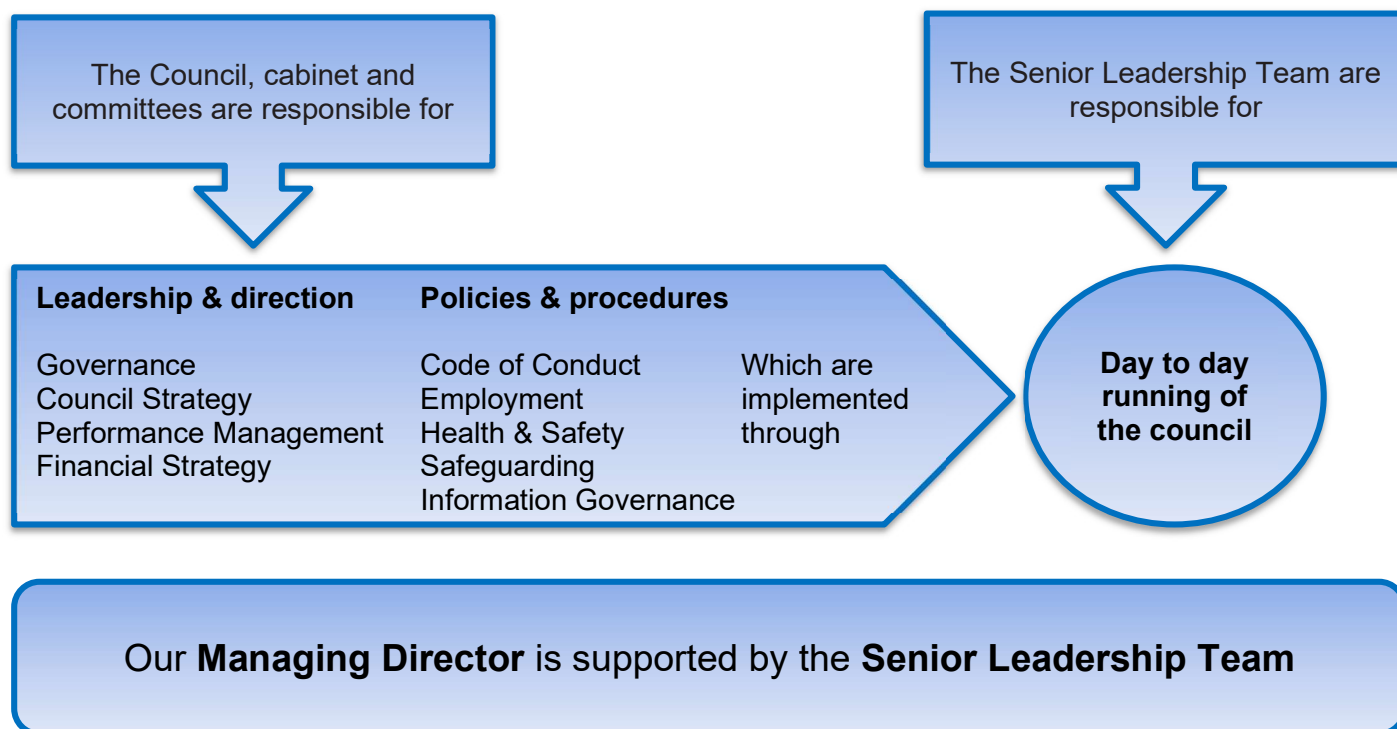 The Council, cabinet and
committees are responsible for
The Senior Leadership Team are
responsible for
Leadership & direction
Governance
Council Strategy
Performance Management
Financial Strategy
Policies & procedures
Code of Conduct
Employment
Health & Safety
Safeguarding
Information Governance
Which are
implemented
through
Day to day
running of
the council
Our Managing Director is supported by the Senior Leadership Team